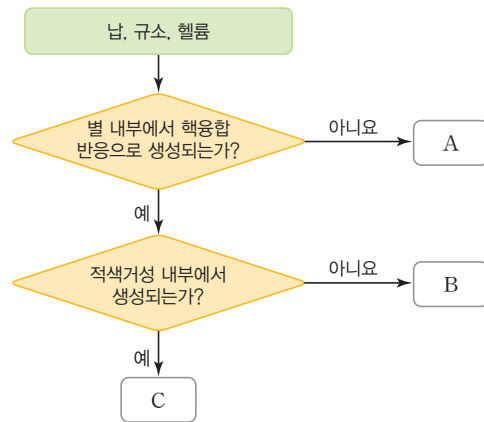 납, 규소, 헬륨
별 내부에서 핵융합
반응으로 생성되는가?
아니요
A
예
적색거성 내부에서
생성되는가?
아니요
B
예
C